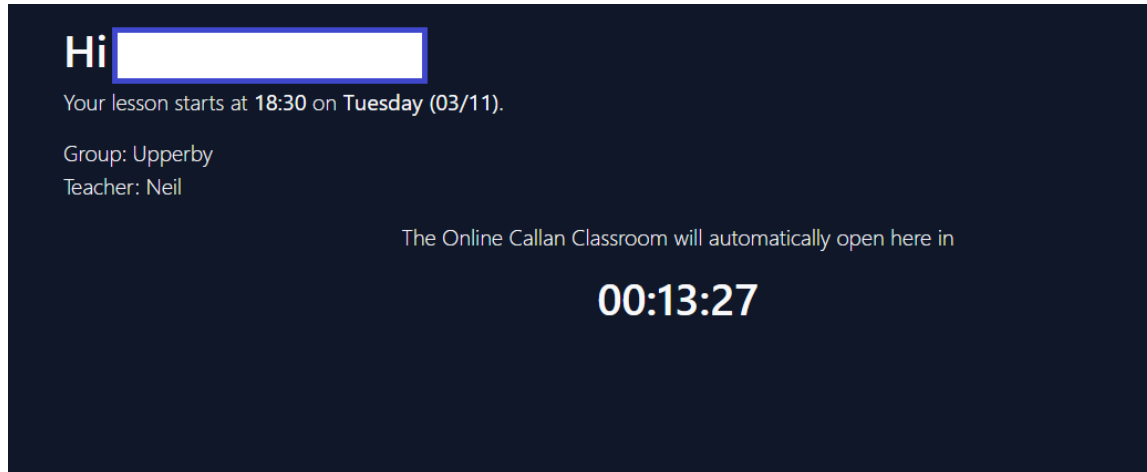 Hi
Your lesson starts at 18:30 on Tuesday (03/11).
Group: Upperby
Teacher: Neil
The Online Callan Classroom will automatically open here in
00:13:27